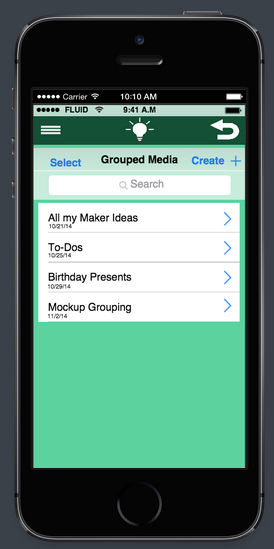 Carrier 10:10 AM
FLUID 9:41 A.M
Select Grouped Media Create +
Search
All my Maker Ideas
10/21/14
To-Dos
10/25/14
Birthday Presents
10/29/14
Mockup Grouping
11/2/14